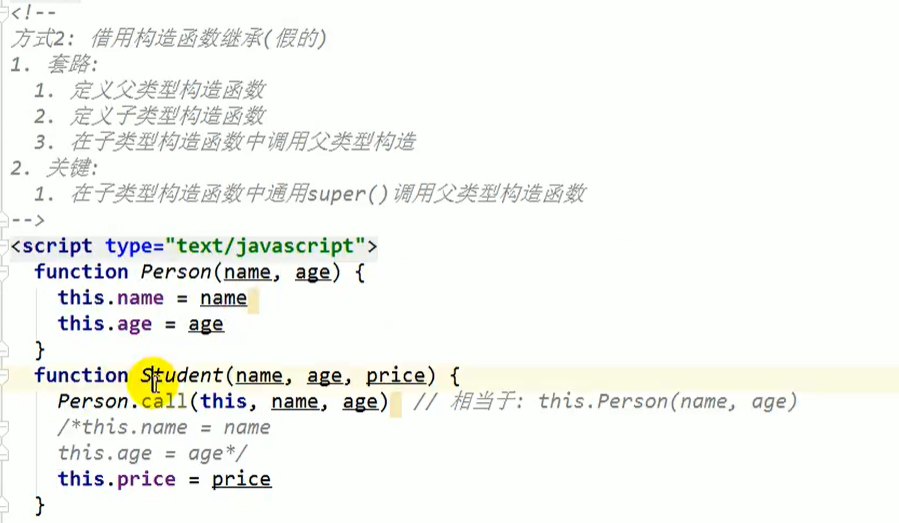 <!--
方式2: 借用构造函数继承(假的)
1. 套路:
  1. 定义父类型构造函数
  2. 定义子类型构造函数
  3. 在子类型构造函数中调用父类型构造
2. 关键:
  1. 在子类型构造函数中通用super()调用父类型构造函数
-->
<script type="text/javascript">
  function Person(name, age) {
    this.name = name
    this.age = age
  }
  function Student(name, age, price) {
    Person.call(this, name, age)  // 相当于: this.Person(name, age)
    /*this.name = name
    this.age = age*/
    this.price = price
  }